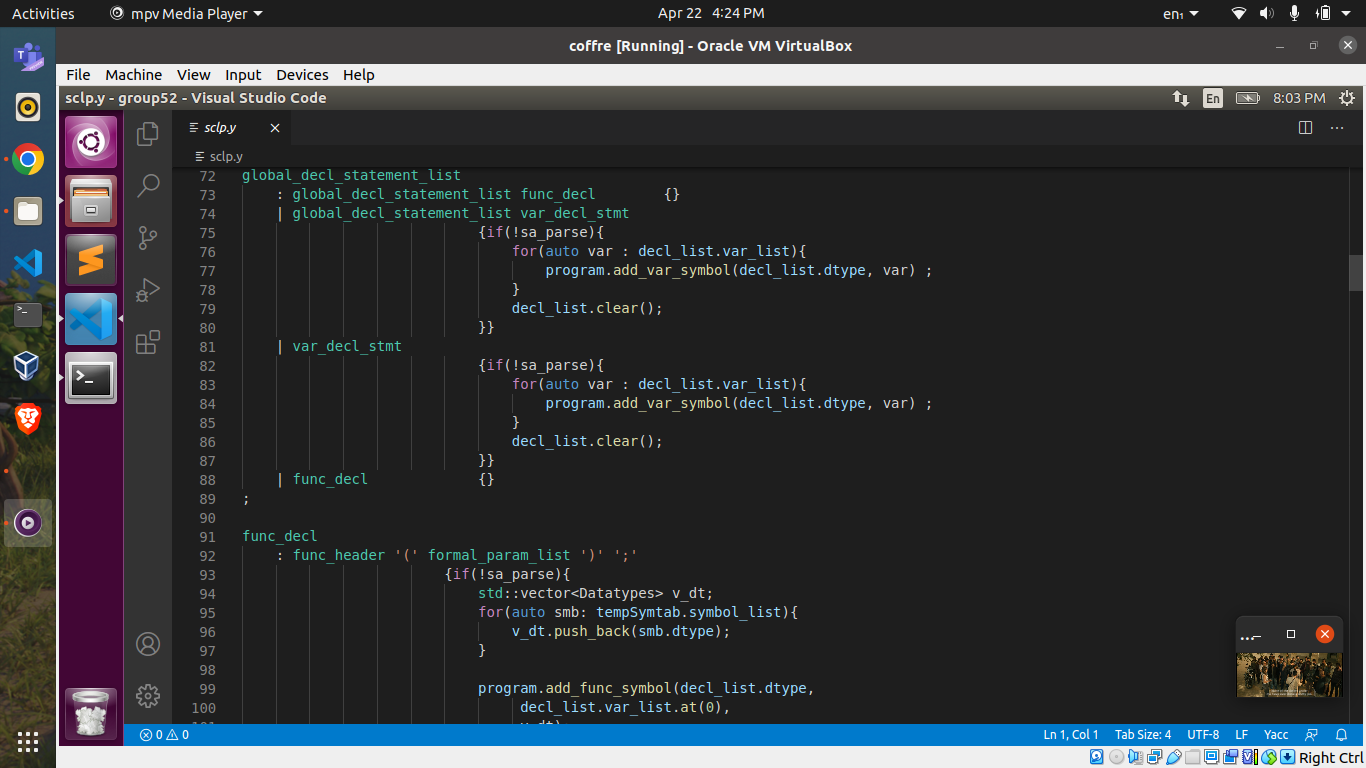 Activities mpv Media Player Apr 22 4:24 PM en₁
coffre [Running] - Oracle VM VirtualBox
File Machine View Input Devices Help
sclp.y - group52 - Visual Studio Code En 8:03 PM
sclp.y
sclp.y
72 global_decl_statement_list
73 : global_decl_statement_list func_decl {}
74 | global_decl_statement_list var_decl_stmt
75 {if(!sa_parse){
76 for(auto var : decl_list.var_list){
77 program.add_var_symbol(decl_list.dtype, var) ;
78 }
79 decl_list.clear();
80 }}
81 | var_decl_stmt
82 {if(!sa_parse){
83 for(auto var : decl_list.var_list){
84 program.add_var_symbol(decl_list.dtype, var) ;
85 }
86 decl_list.clear();
87 }}
88 | func_decl {}
89 ;
90
91 func_decl
92 : func_header '(' formal_param_list ')' ';'
93 {if(!sa_parse){
94 std::vector<Datatypes> v_dt;
95 for(auto smb: tempSymtab.symbol_list){
96 v_dt.push_back(smb.dtype);
97 }
98
99 program.add_func_symbol(decl_list.dtype,
100 decl_list.var_list.at(0),
0 0 Ln 1, Col 1 Tab Size: 4 UTF-8 LF Yacc
Right Ctrl